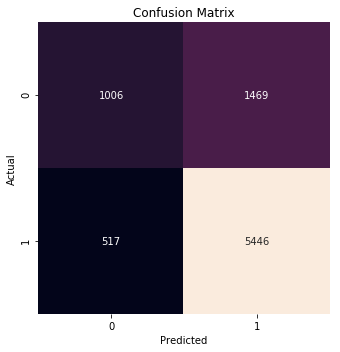 Confusion Matrix
Actual
0
1006
1469
1
517
5446
0
1
Predicted